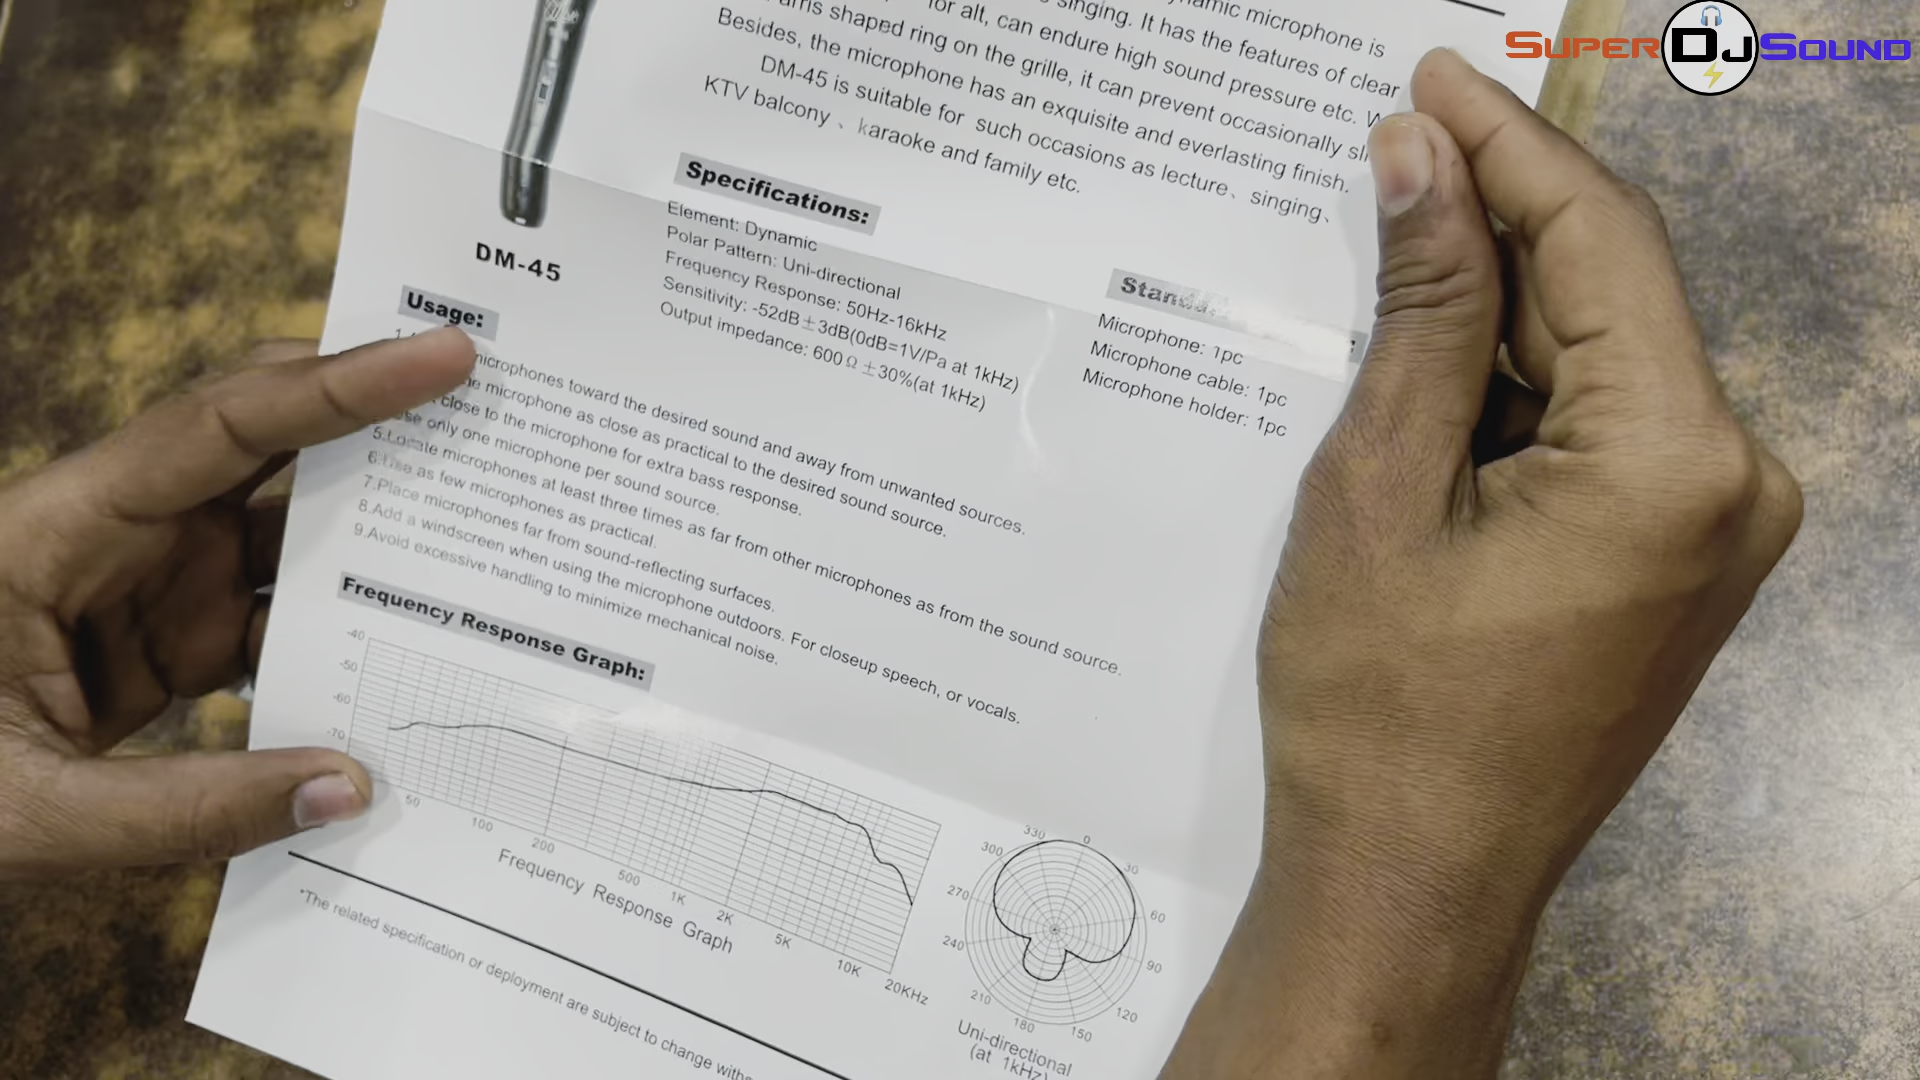 SUPER DJ SOUND
dynamic microphone is
singing. It has the features of clear
for alt, can endure high sound pressure etc.
shaped ring on the grille, it can prevent occasionally
Besides, the microphone has an exquisite and everlasting finish.
DM-45 is suitable for such occasions as lecture、singing、
KTV balcony 、karaoke and family etc.
DM-45
Specifications:
Element: Dynamic
Polar Pattern: Uni-directional
Frequency Response: 50Hz-16kHz
Sensitivity: -52dB±3dB(0dB=1V/Pa at 1kHz)
Output impedance: 600Ω±30%(at 1kHz)
Microphone: 1pc
Microphone cable: 1pc
Microphone holder: 1pc
Usage:
microphones toward the desired sound and away from unwanted sources.
the microphone as close as practical to the desired sound source.
close to the microphone for extra bass response.
only one microphone per sound source.
5.Locate microphones at least three times as far from other microphones as from the sound source.
6.Use as few microphones as practical.
7.Place microphones far from sound-reflecting surfaces.
8.Add a windscreen when using the microphone outdoors. For closeup speech, or vocals.
9.Avoid excessive handling to minimize mechanical noise.
Frequency Response Graph:
-40
-50
-60
-70
50 100 200 500 1K 2K 5K 10K 20KHz
Frequency Response Graph
0 30 60 90 120 150 180 210 240 270 300 330
Uni-directional
(at 1kHz)
*The related specification or deployment are subject to change